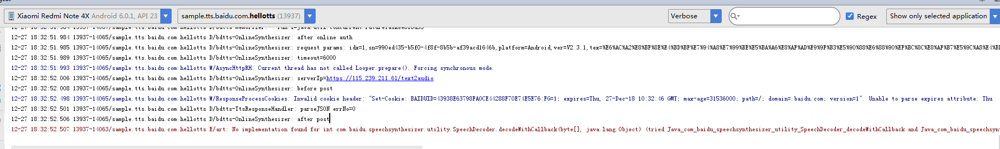 Xiaomi Redmi Note 4X Android 6.0.1, API 23
sample.tts.baidu.com.hellotts (13937)
Verbose
Regex
Show only selected application
12-27 18:32:51.984 13937-14065/sample.tts.baidu.com.hellotts D/bdtts-OnlineSynthesizer: after online auth
12-27 18:32:51.985 13937-14065/sample.tts.baidu.com.hellotts D/bdtts-OnlineSynthesizer: request params: idx=1,sn=990ed435-b5f0-4f8f-8b5b-af39acd1646b,platform=Android,ver=V2.3.1,tex=%E6%AC%A2%E8%BF%8E%E4%BD%BF%E7%94%A8%E7%99%BE%E5%BA%A6%E8%AF%AD%E9%9F%B3%E5%90%88%E6%88%90%EF%BC%8C%E8%AF%B7%E5%9C%A8%E4%BD
12-27 18:32:51.989 13937-14065/sample.tts.baidu.com.hellotts D/bdtts-OnlineSynthesizer: timeout=6000
12-27 18:32:51.993 13937-14065/sample.tts.baidu.com.hellotts W/AsyncHttpRH: Current thread has not called Looper.prepare(). Forcing synchronous mode.
12-27 18:32:52.006 13937-14065/sample.tts.baidu.com.hellotts D/bdtts-OnlineSynthesizer: serverIp=https://115.239.211.61/text2audio
12-27 18:32:52.008 13937-14065/sample.tts.baidu.com.hellotts D/bdtts-OnlineSynthesizer: before post
12-27 18:32:52.498 13937-14065/sample.tts.baidu.com.hellotts W/ResponseProcessCookies: Invalid cookie header: "Set-Cookie: BAIDUID=43938E63798FA0CE44288F70E74E5E76:FG=1; expires=Thu, 27-Dec-18 10:32:46 GMT; max-age=31536000; path=/; domain=.baidu.com; version=1". Unable to parse expires attribute: Thu
12-27 18:32:52.501 13937-14065/sample.tts.baidu.com.hellotts D/bdtts-TtsResponseHandler: parseJSON errNo=0
12-27 18:32:52.506 13937-14065/sample.tts.baidu.com.hellotts D/bdtts-OnlineSynthesizer: after post
12-27 18:32:52.507 13937-14063/sample.tts.baidu.com.hellotts E/art: No implementation found for int com.baidu.speechsynthesizer.utility.SpeechDecoder.decodeWithCallback(byte[], java.lang.Object) (tried Java_com_baidu_speechsynthesizer_utility_SpeechDecoder_decodeWithCallback and Java_com_baidu_speechsyn